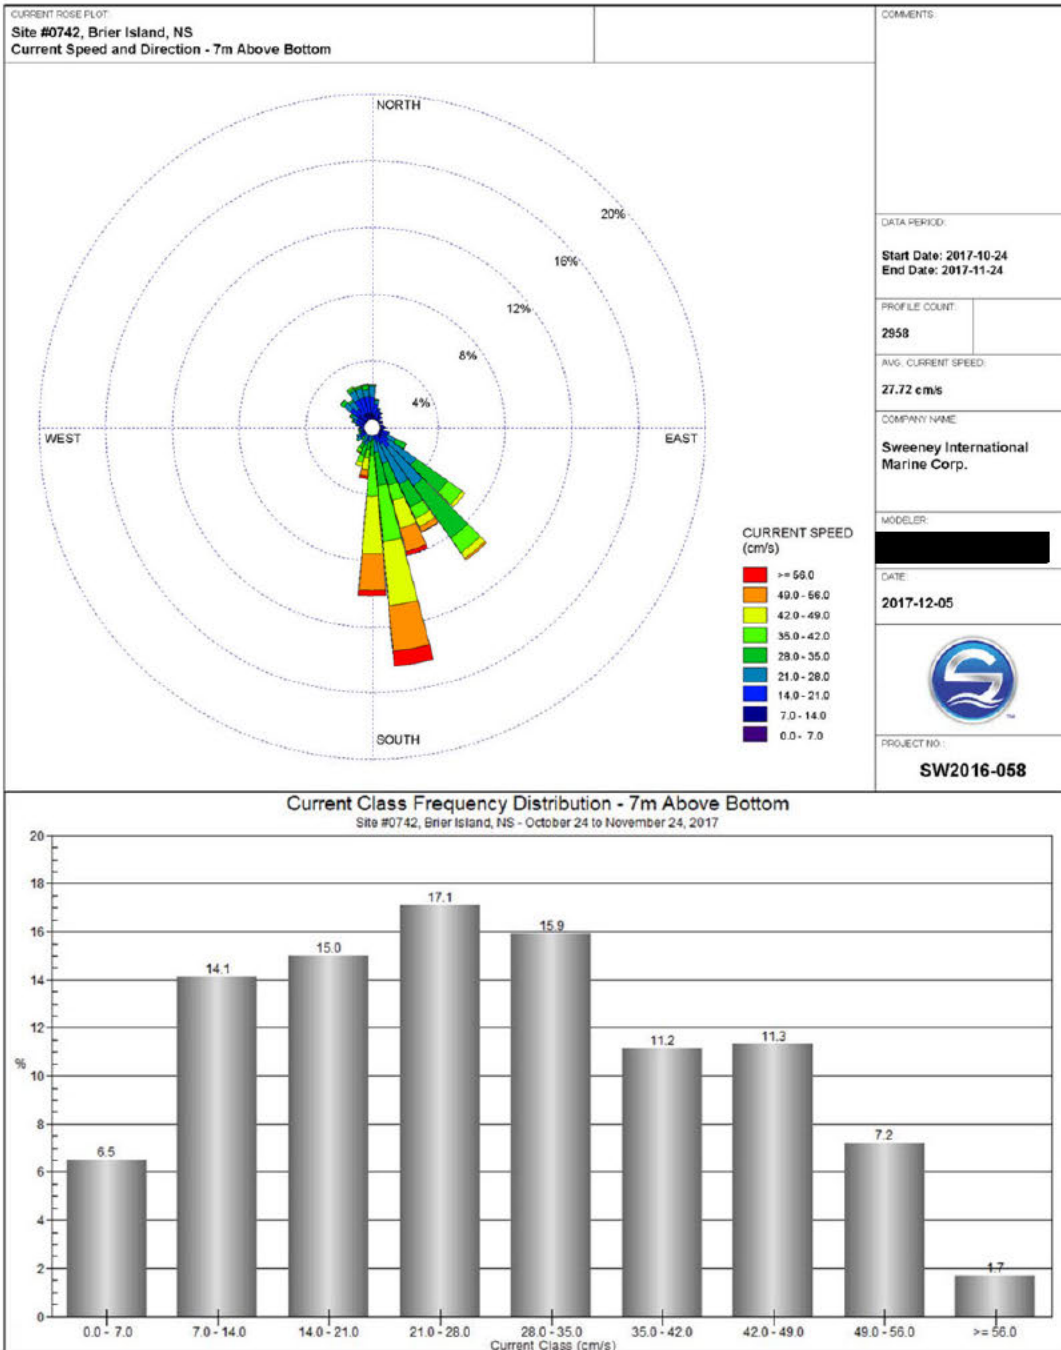 CURRENT ROSE PLOT:
Site #0742, Brier Island, NS
Current Speed and Direction - 7m Above Bottom
COMMENTS:
NORTH
20%
16%
12%
8%
4%
WEST
EAST
SOUTH
CURRENT SPEED
(cm/s)
>= 56.0
49.0 - 56.0
42.0 - 49.0
35.0 - 42.0
28.0 - 35.0
21.0 - 28.0
14.0 - 21.0
7.0 - 14.0
0.0 - 7.0
DATA PERIOD:
Start Date: 2017-10-24
End Date: 2017-11-24
PROFILE COUNT:
2958
AVG. CURRENT SPEED:
27.72 cm/s
COMPANY NAME:
Sweeney International
Marine Corp.
MODELER:
DATE:
2017-12-05
TM
PROJECT NO.:
SW2016-058
Current Class Frequency Distribution - 7m Above Bottom
Site #0742, Brier Island, NS - October 24 to November 24, 2017
20
18
16
14
12
10
8
6
4
2
0
%
6.5
14.1
15.0
17.1
15.9
11.2
11.3
7.2
1.7
0.0 - 7.0
7.0 - 14.0
14.0 - 21.0
21.0 - 28.0
28.0 - 35.0
35.0 - 42.0
42.0 - 49.0
49.0 - 56.0
>= 56.0
Current Class (cm/s)